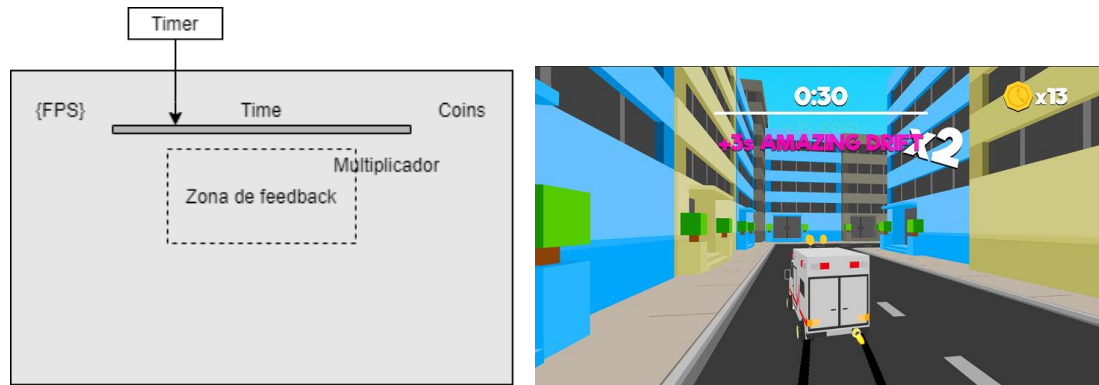 Timer
{FPS}
Time
Coins
Multiplicador
Zona de feedback
0:30
x13
+3s AMAZING DRIFT
x2